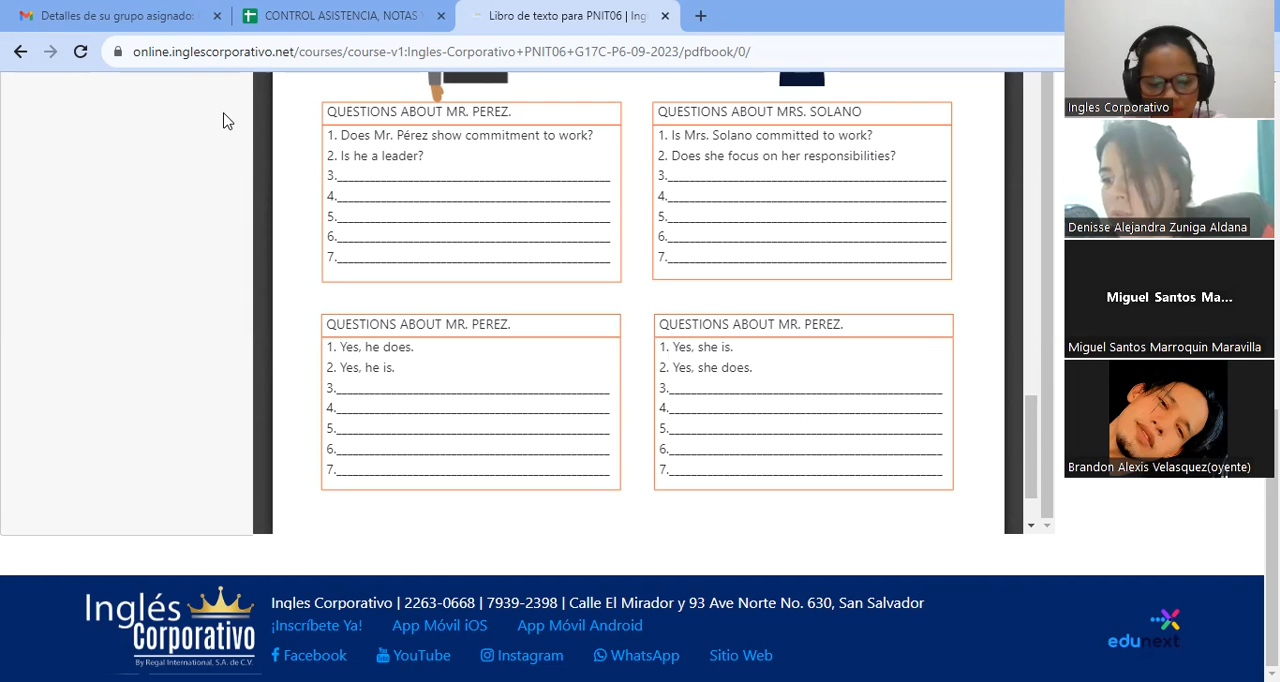 Detalles de su grupo asignado:
CONTROL ASISTENCIA, NOTAS
Libro de texto para PNIT06 | Ing
online.inglescorporativo.net/courses/course-v1:Ingles-Corporativo+PNIT06+G17C-P6-09-2023/pdfbook/0/
QUESTIONS ABOUT MR. PEREZ.
1. Does Mr. Pérez show commitment to work?
2. Is he a leader?
3.
4.
5.
6.
7.
QUESTIONS ABOUT MRS. SOLANO
1. Is Mrs. Solano committed to work?
2. Does she focus on her responsibilities?
3.
4.
5.
6.
7.
QUESTIONS ABOUT MR. PEREZ.
1. Yes, he does.
2. Yes, he is.
3.
4.
5.
6.
7.
QUESTIONS ABOUT MR. PEREZ.
1. Yes, she is.
2. Yes, she does.
3.
4.
5.
6.
7.
Ingles Corporativo
Denisse Alejandra Zuniga Aldana
Miguel Santos Ma...
Miguel Santos Marroquin Maravilla
Brandon Alexis Velasquez(oyente)
Inglés
Corporativo
By Regal International, S.A. de C.V.
Ingles Corporativo | 2263-0668 | 7939-2398 | Calle El Mirador y 93 Ave Norte No. 630, San Salvador
¡Inscríbete Ya! App Móvil iOS App Móvil Android
Facebook YouTube Instagram WhatsApp Sitio Web
edunext